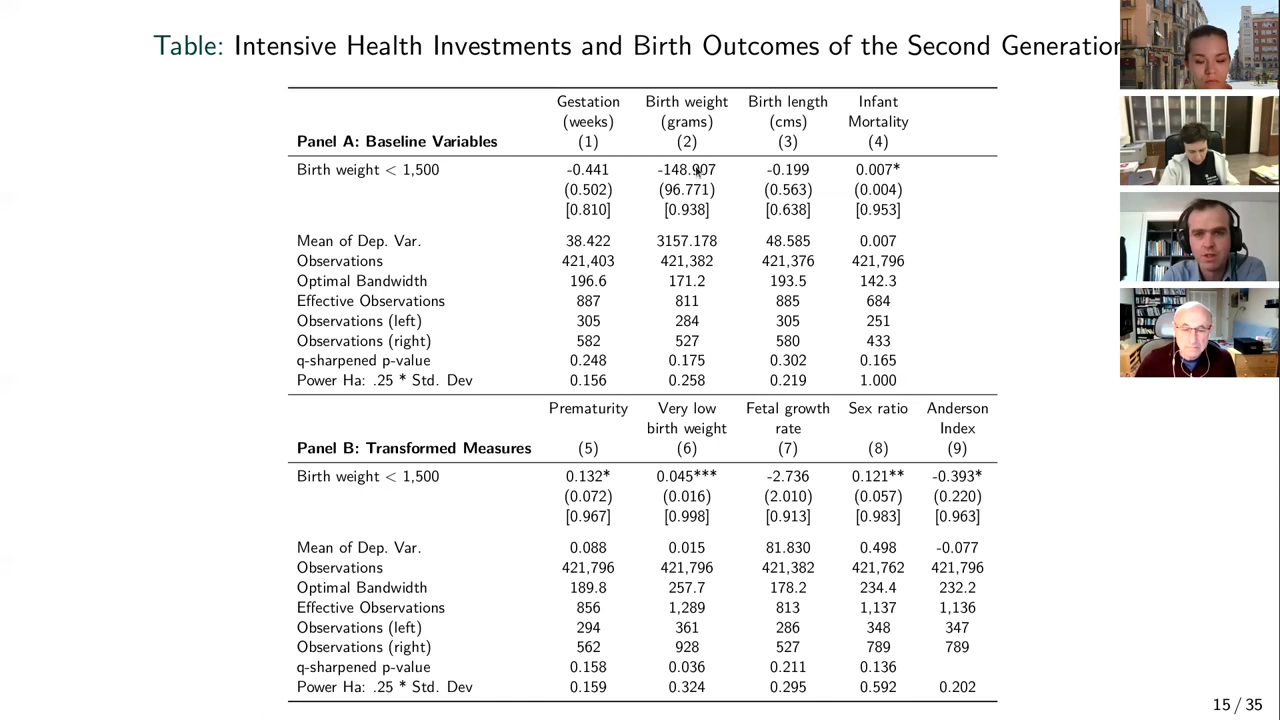 Table: Intensive Health Investments and Birth Outcomes of the Second Generation
Gestation Birth weight Birth length Infant
(weeks) (grams) (cms) Mortality
Panel A: Baseline Variables (1) (2) (3) (4)
Birth weight < 1,500 -0.441 -148.907 -0.199 0.007*
(0.502) (96.771) (0.563) (0.004)
[0.810] [0.938] [0.638] [0.953]
Mean of Dep. Var. 38.422 3157.178 48.585 0.007
Observations 421,403 421,382 421,376 421,796
Optimal Bandwidth 196.6 171.2 193.5 142.3
Effective Observations 887 811 885 684
Observations (left) 305 284 305 251
Observations (right) 582 527 580 433
q-sharpened p-value 0.248 0.175 0.302 0.165
Power Ha: .25 * Std. Dev 0.156 0.258 0.219 1.000
Prematurity Very low Fetal growth Sex ratio Anderson
birth weight rate Index
Panel B: Transformed Measures (5) (6) (7) (8) (9)
Birth weight < 1,500 0.132* 0.045*** -2.736 0.121** -0.393*
(0.072) (0.016) (2.010) (0.057) (0.220)
[0.967] [0.998] [0.913] [0.983] [0.963]
Mean of Dep. Var. 0.088 0.015 81.830 0.498 -0.077
Observations 421,796 421,796 421,382 421,762 421,796
Optimal Bandwidth 189.8 257.7 178.2 234.4 232.2
Effective Observations 856 1,289 813 1,137 1,136
Observations (left) 294 361 286 348 347
Observations (right) 562 928 527 789 789
q-sharpened p-value 0.158 0.036 0.211 0.136
Power Ha: .25 * Std. Dev 0.159 0.324 0.295 0.592 0.202
15 / 35